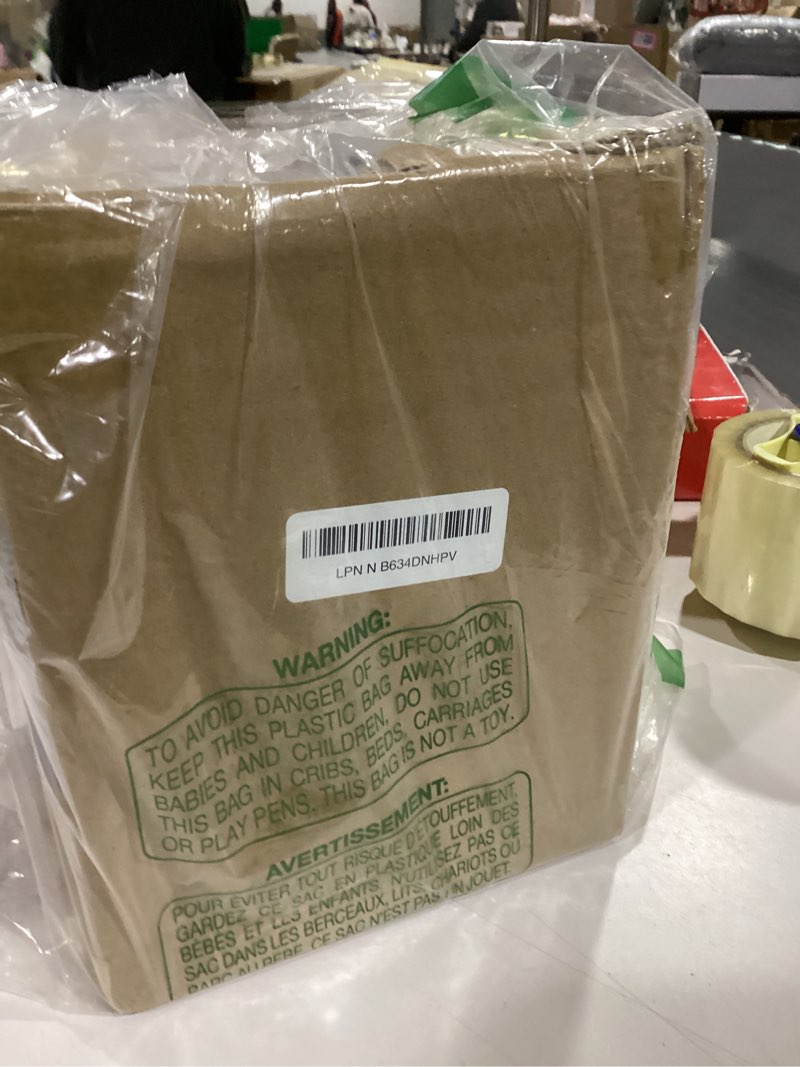 LPN N B634DNHPV
WARNING:
TO AVOID DANGER OF SUFFOCATION,
KEEP THIS PLASTIC BAG AWAY FROM
BABIES AND CHILDREN, DO NOT USE
THIS BAG IN CRIBS, BEDS, CARRIAGES
OR PLAY PENS. THIS BAG IS NOT A TOY.
AVERTISSEMENT:
POUR ÉVITER TOUT RISQUE D'ÉTOUFFEMENT,
GARDEZ CE SAC EN PLASTIQUE LOIN DES
BÉBÉS ET LES ENFANTS, N'UTILISEZ PAS CE
SAC DANS LES BERCEAUX, LITS, CHARIOTS OU
PARC AU BEBE. CE SAC N'EST PAS UN JOUET.